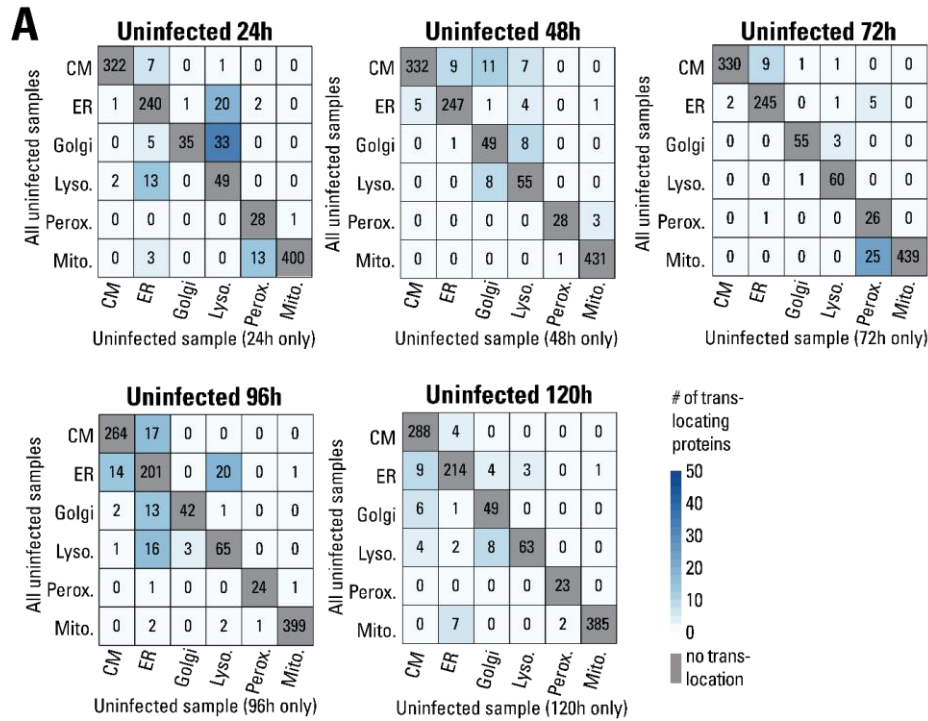 A
Uninfected 24h
All uninfected samples
CM 322 7 0 1 0 0
ER 1 240 1 20 2 0
Golgi 0 5 35 33 0 0
Lyso. 2 13 0 49 0 0
Perox. 0 0 0 0 28 1
Mito. 0 3 0 0 13 400
CM ER Golgi Lyso. Perox. Mito.
Uninfected sample (24h only)
Uninfected 48h
All uninfected samples
CM 332 9 11 7 0 0
ER 5 247 1 4 0 1
Golgi 0 1 49 8 0 0
Lyso. 0 0 8 55 0 0
Perox. 0 0 0 0 28 3
Mito. 0 0 0 0 1 431
CM ER Golgi Lyso. Perox. Mito.
Uninfected sample (48h only)
Uninfected 72h
All uninfected samples
CM 330 9 1 1 0 0
ER 2 245 0 1 5 0
Golgi 0 0 55 3 0 0
Lyso. 0 0 1 60 0 0
Perox. 0 1 0 0 26 0
Mito. 0 0 0 0 25 439
CM ER Golgi Lyso. Perox. Mito.
Uninfected sample (72h only)
Uninfected 96h
All uninfected samples
CM 264 17 0 0 0 0
ER 14 201 0 20 0 1
Golgi 2 13 42 1 0 0
Lyso. 1 16 3 65 0 0
Perox. 0 1 0 0 24 1
Mito. 0 2 0 2 1 399
CM ER Golgi Lyso. Perox. Mito.
Uninfected sample (96h only)
Uninfected 120h
All uninfected samples
CM 288 4 0 0 0 0
ER 9 214 4 3 0 1
Golgi 6 1 49 0 0 0
Lyso. 4 2 8 63 0 0
Perox. 0 0 0 0 23 0
Mito. 0 7 0 0 2 385
CM ER Golgi Lyso. Perox. Mito.
Uninfected sample (120h only)
# of trans-
locating
proteins
50
40
30
20
10
0
no trans-
location